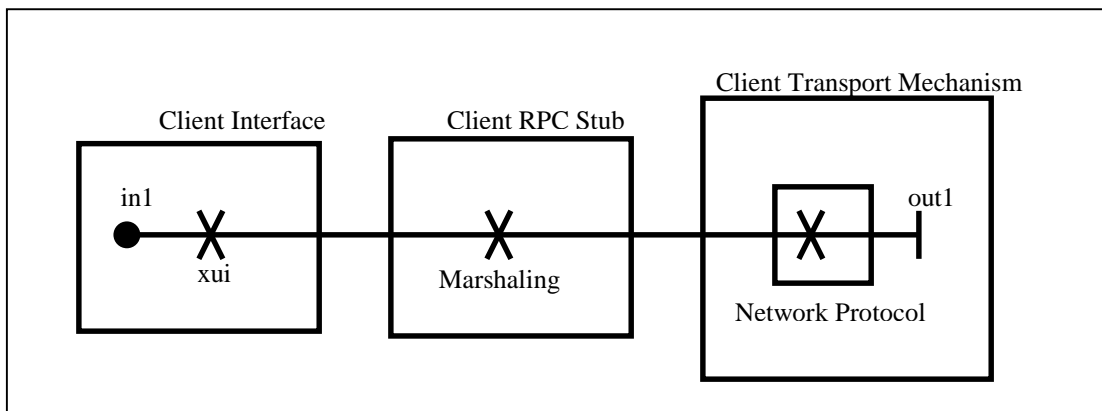 Client Transport Mechanism
Client Interface
Client RPC Stub
in1
out1
xui
Marshaling
Network Protocol